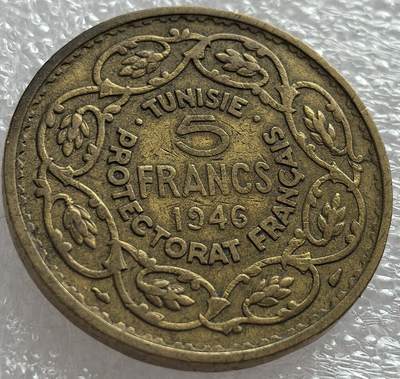 · TUNISIE ·
5
FRANCS
1946
PROTECTORAT FRANÇAIS